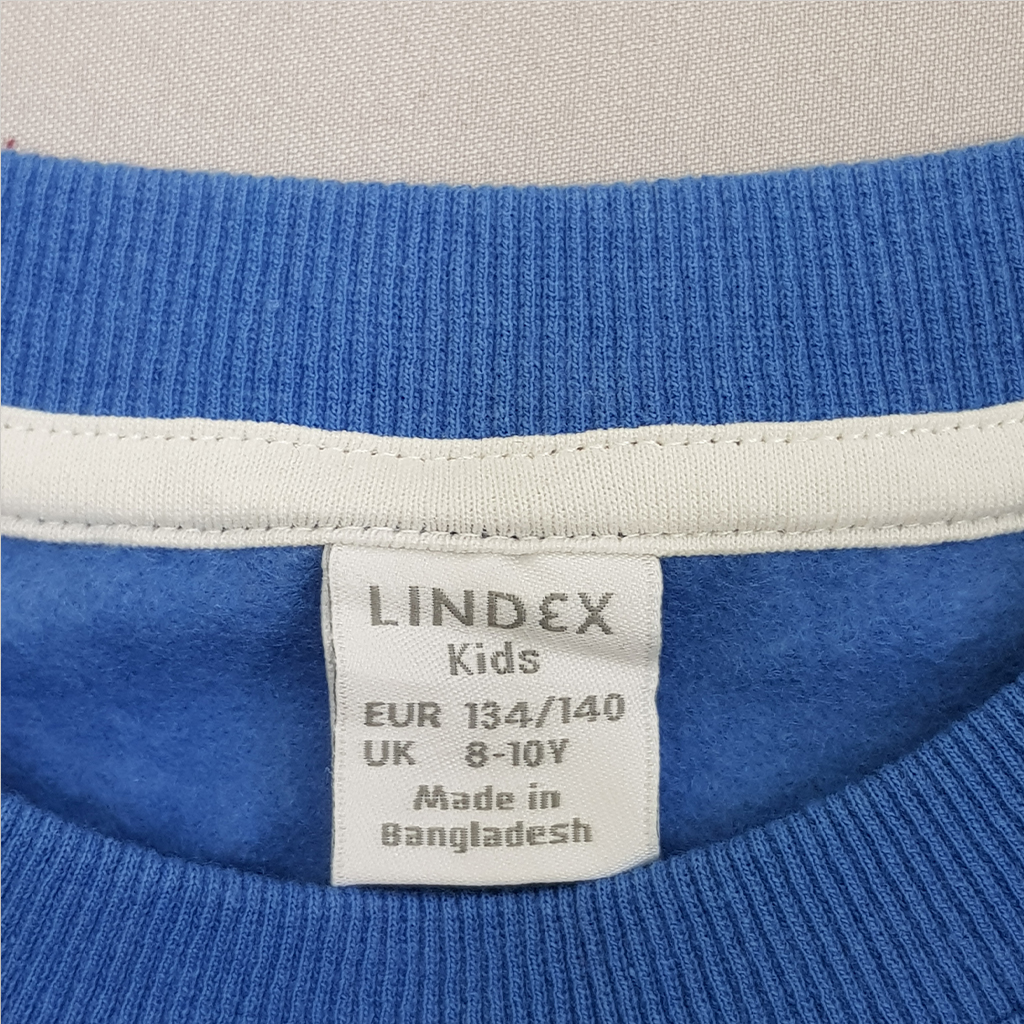 LINDEX
Kids
EUR 134/140
UK 8-10Y
Made in
Bangladesh